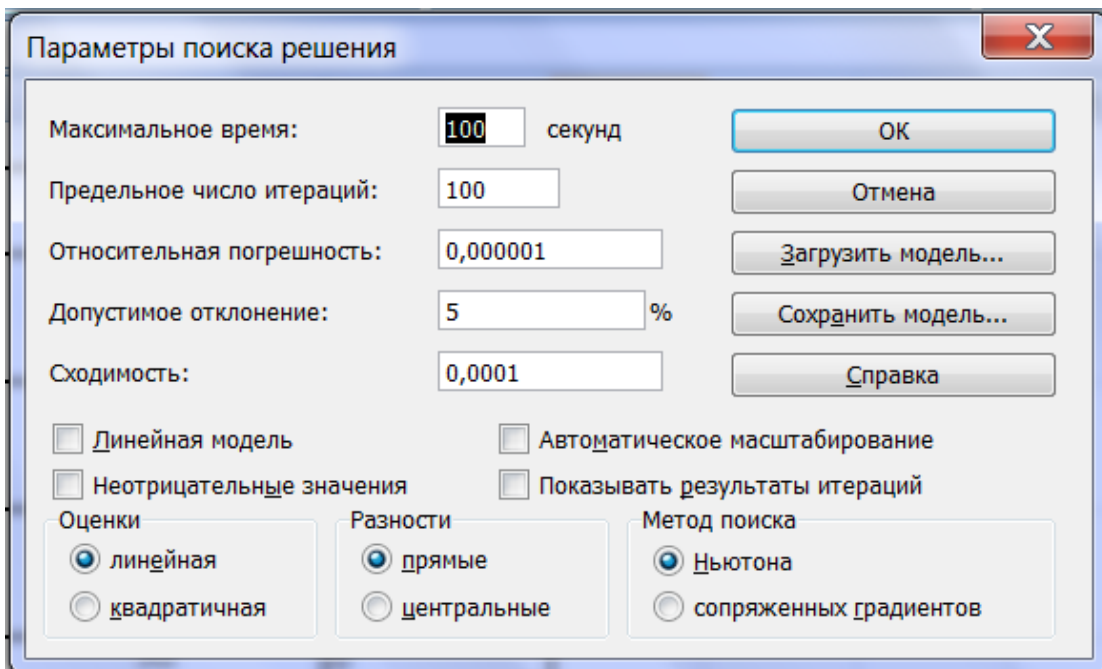 Параметры поиска решения
X
Максимальное время: 100 секунд OK
Предельное число итераций: 100 Отмена
Относительная погрешность: 0,000001 Загрузить модель...
Допустимое отклонение: 5 % Сохранить модель...
Сходимость: 0,0001 Справка
Линейная модель Автоматическое масштабирование
Неотрицательные значения Показывать результаты итераций
Оценки Разности Метод поиска
линейная прямые Ньютона
квадратичная центральные сопряженных градиентов